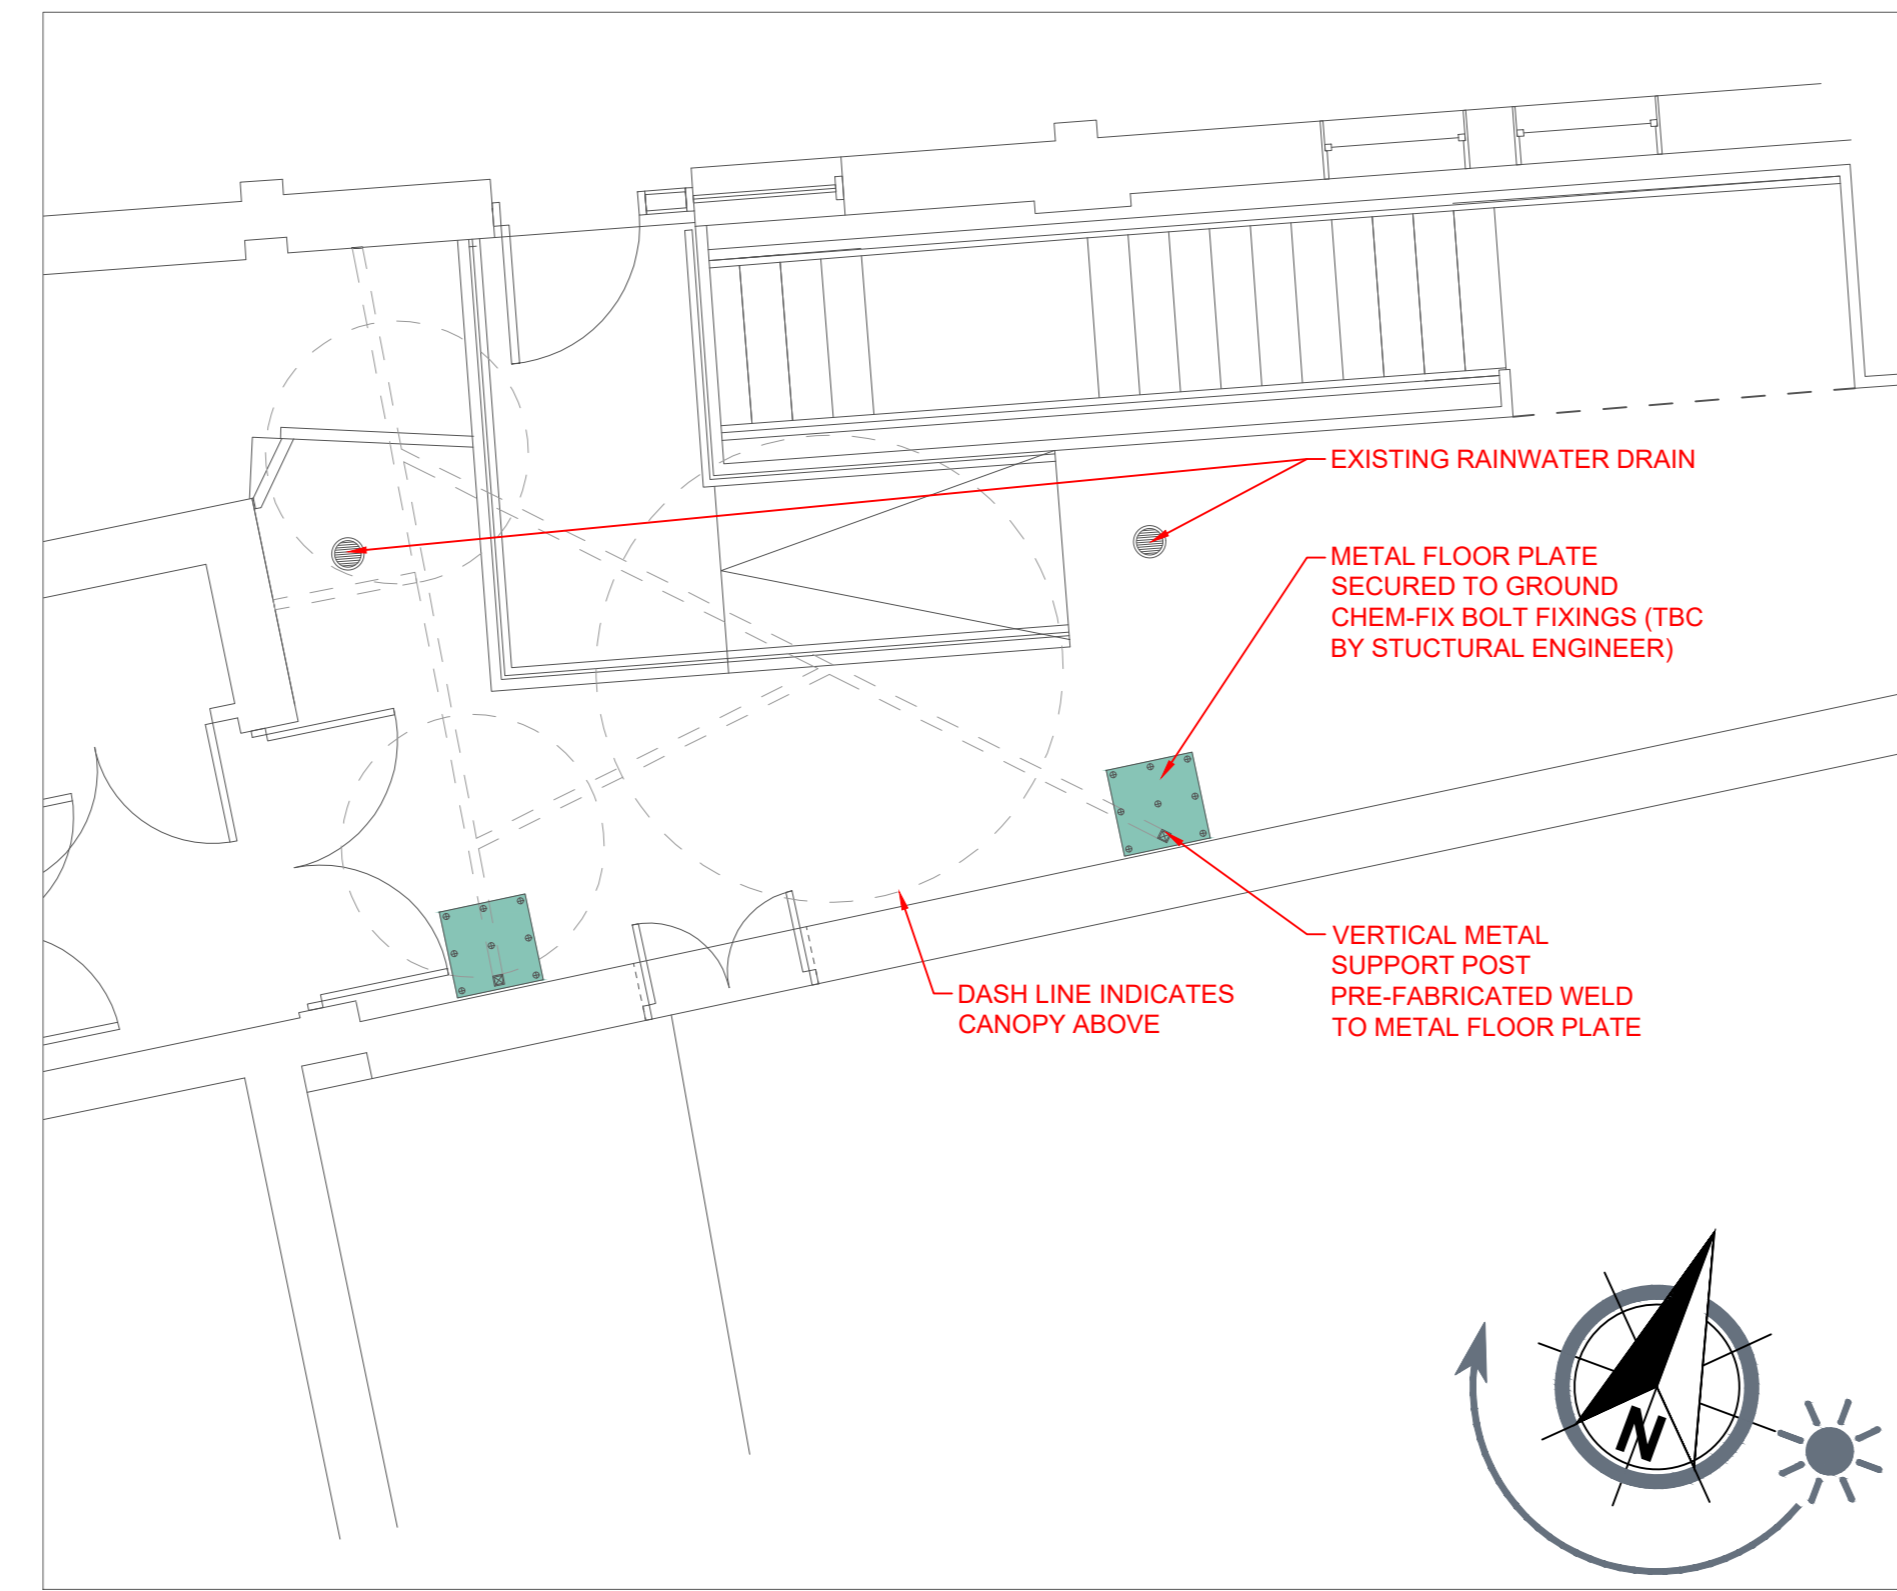 EXISTING RAINWATER DRAIN
METAL FLOOR PLATE
SECURED TO GROUND
CHEM-FIX BOLT FIXINGS (TBC
BY STUCTURAL ENGINEER)
VERTICAL METAL
SUPPORT POST
PRE-FABRICATED WELD
TO METAL FLOOR PLATE
DASH LINE INDICATES
CANOPY ABOVE
N